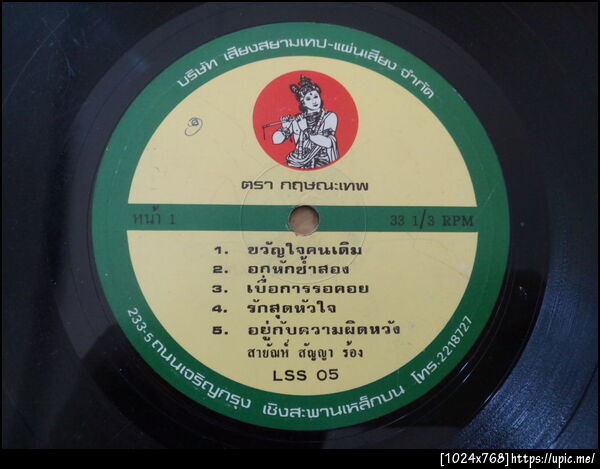 บริษัท เสียงสยามเทป-แผ่นเสียง จำกัด
ตรา กฤษณะเทพ
หน้า 1
33 1/3 RPM
1. ขวัญใจคนเดิม
2. อกหักซ้ำสอง
3. เบื่อการรอคอย
4. รักสุดหัวใจ
5. อยู่กับความผิดหวัง
สายัณห์ สัญญา ร้อง
LSS 05
233-5 ถนนเจริญกรุง เชิงสะพานเหล็กบน โทร. 2218727
[1024x768]https://upic.me/